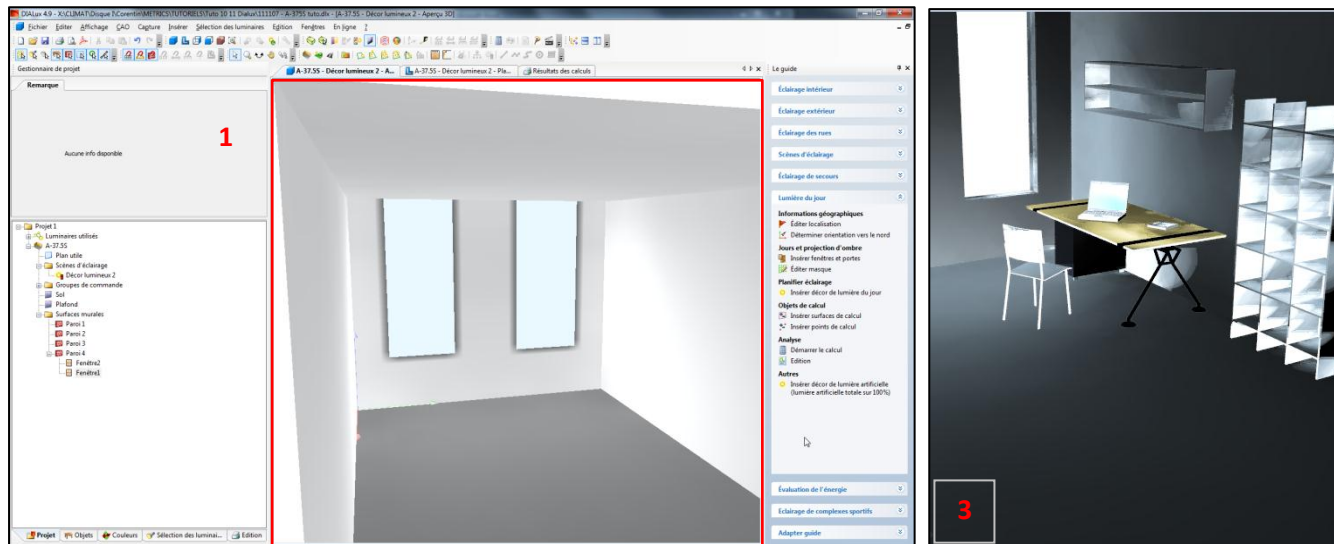 DIALux 4.9 - X:\CLIMAT\Disque I\Corentin\METRICS\TUTORIELS\Tuto 10 11 Dialux\111107 - A-375S tuto.dlx - [A-37.5S - Décor lumineux 2 - Aperçu 3D]
Fichier Editer Affichage CAO Capture Insérer Sélection des luminaires Edition Fenêtres En ligne ?
Gestionnaire de projet
Remarque
1
Aucune info disponible
Projet 1
Luminaires utilisés
A-37.5S
Plan utile
Scènes d'éclairage
Décor lumineux 2
Groupes de commande
Sol
Plafond
Surfaces murales
Paroi 1
Paroi 2
Paroi 3
Paroi 4
Fenêtre2
Fenêtre1
Projet Objets Couleurs Sélection des luminai... Edition
A-37.5S - Décor lumineux 2 - A... A-37.5S - Décor lumineux 2 - Pla... Résultats des calculs
Le guide
Éclairage intérieur
Éclairage extérieur
Éclairage des rues
Scènes d'éclairage
Éclairage de secours
Lumière du jour
Informations géographiques
Éditer localisation
Déterminer orientation vers le nord
Jours et projection d'ombre
Insérer fenêtres et portes
Éditer masque
Planifier éclairage
Insérer décor de lumière du jour
Objets de calcul
Insérer surfaces de calcul
Insérer points de calcul
Analyse
Démarrer le calcul
Edition
Autres
Insérer décor de lumière artificielle
(lumière artificielle totale sur 100%)
Évaluation de l'énergie
Eclairage de complexes sportifs
Adapter guide
3